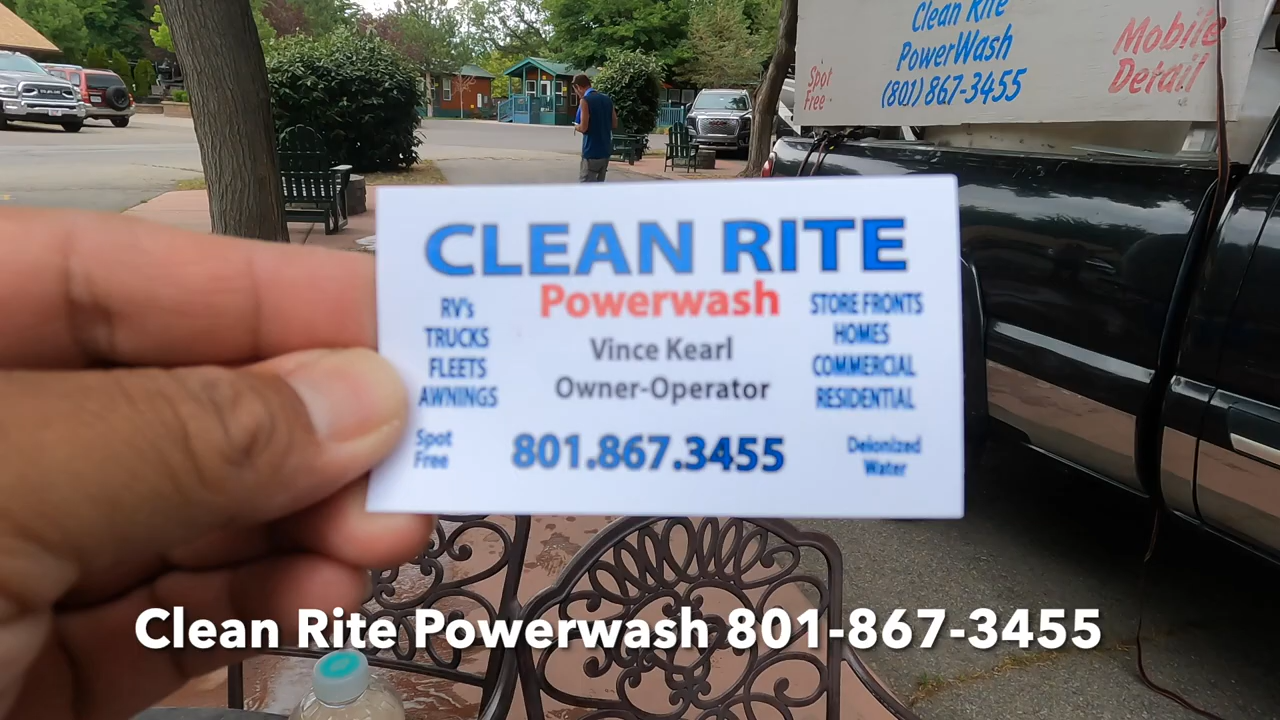 Clean Rite
PowerWash
(801) 867-3455
Spot
Free
Mobile
Detail
CLEAN RITE
Powerwash
RV's
TRUCKS
FLEETS
AWNINGS
Vince Kearl
Owner-Operator
STORE FRONTS
HOMES
COMMERCIAL
RESIDENTIAL
Spot
Free
801.867.3455
Deionized
Water
Clean Rite Powerwash 801-867-3455